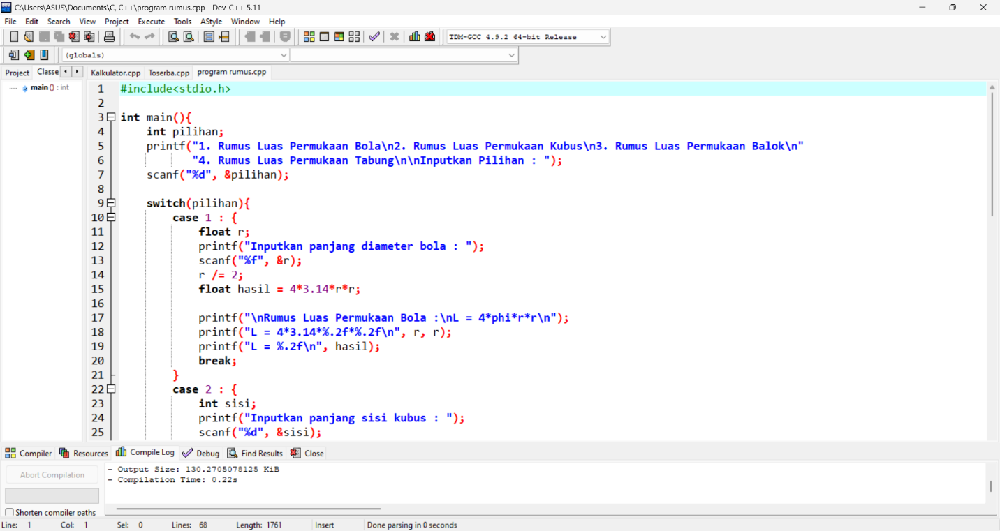 C:\Users\ASUS\Documents\C, C++\program rumus.cpp - Dev-C++ 5.11
File Edit Search View Project Execute Tools AStyle Window Help
TDM-GCC 4.9.2 64-bit Release
(globals)
Project Classe Kalkulator.cpp Toserba.cpp program rumus.cpp
main () : int
1 #include<stdio.h>
2
3 int main(){
4 int pilihan;
5 printf("1. Rumus Luas Permukaan Bola\n2. Rumus Luas Permukaan Kubus\n3. Rumus Luas Permukaan Balok\n"
6 "4. Rumus Luas Permukaan Tabung\n\nInputkan Pilihan : ");
7 scanf("%d", &pilihan);
8
9 switch(pilihan){
10 case 1 : {
11 float r;
12 printf("Inputkan panjang diameter bola : ");
13 scanf("%f", &r);
14 r /= 2;
15 float hasil = 4*3.14*r*r;
16
17 printf("\nRumus Luas Permukaan Bola :\nL = 4*phi*r*r\n");
18 printf("L = 4*3.14*%.2f*%.2f\n", r, r);
19 printf("L = %.2f\n", hasil);
20 break;
21 }
22 case 2 : {
23 int sisi;
24 printf("Inputkan panjang sisi kubus : ");
25 scanf("%d", &sisi);
Compiler Resources Compile Log Debug Find Results Close
Abort Compilation
- Output Size: 130.2705078125 KiB
- Compilation Time: 0.22s
Shorten compiler paths
Line: 1 Col: 1 Sel: 0 Lines: 68 Length: 1761 Insert Done parsing in 0 seconds